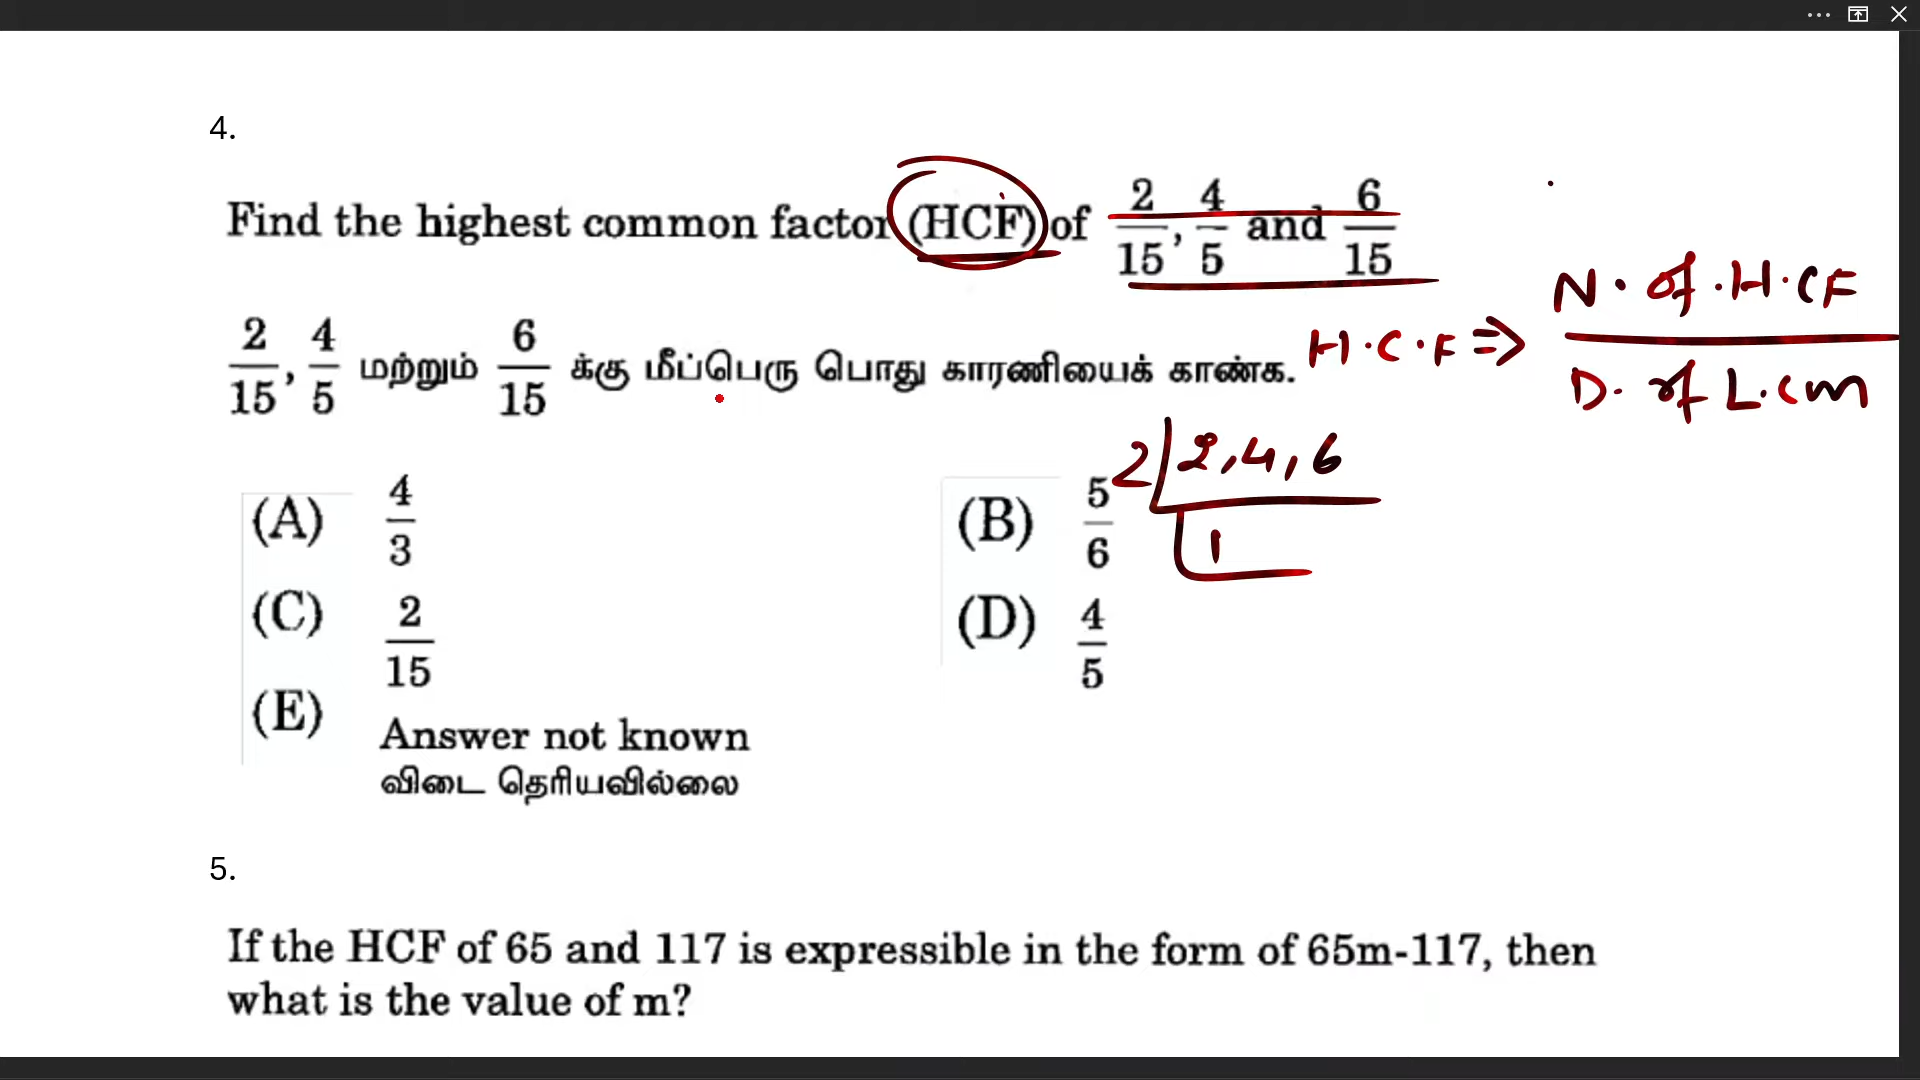 4.
Find the highest common factor (HCF) of 2/15, 4/5 and 6/15
2/15, 4/5 மற்றும் 6/15 க்கு மீப்பெரு பொது காரணியைக் காண்க.
H.C.F ⇒ N. of. H.CF / D. of L.cm
2 | 2, 4, 6
1
(A) 4/3
(B) 5/6
(C) 2/15
(D) 4/5
(E) Answer not known
விடை தெரியவில்லை
5.
If the HCF of 65 and 117 is expressible in the form of 65m-117, then
what is the value of m?